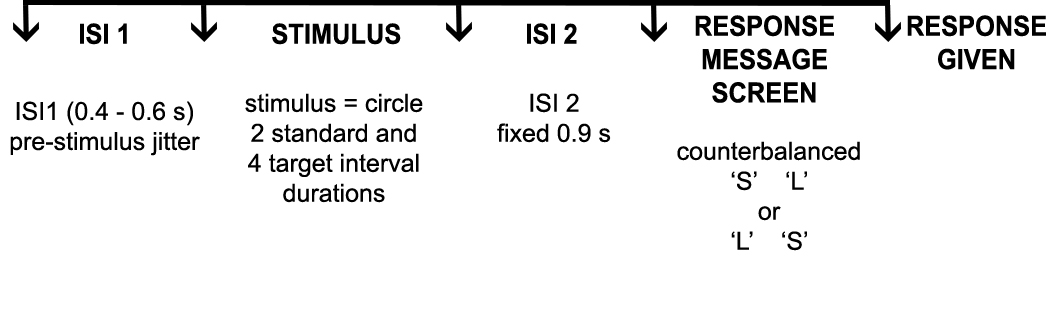 ISI 1
ISI1 (0.4 - 0.6 s)
pre-stimulus jitter
STIMULUS
stimulus = circle
2 standard and
4 target interval
durations
ISI 2
ISI 2
fixed 0.9 s
RESPONSE
MESSAGE
SCREEN
counterbalanced
‘S’ ‘L’
or
‘L’ ‘S’
RESPONSE
GIVEN